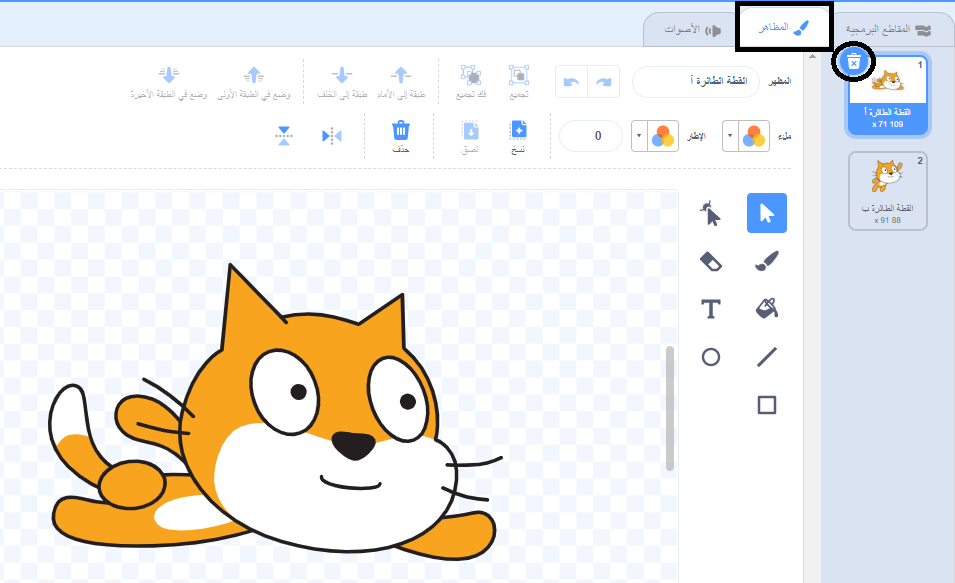 المقاطع البرمجية
المظاهر
الأصوات
المظهر
القطة الطائرة أ
تجميع
فك تجميع
طبقة إلى الأمام
طبقة إلى الخلف
وضع في الطبقة الأولى
وضع في الطبقة الأخيرة
ملء
الإطار
0
نسخ
لصق
حذف
1
القطة الطائرة أ
109 x 71
2
القطة الطائرة ب
88 x 91
T